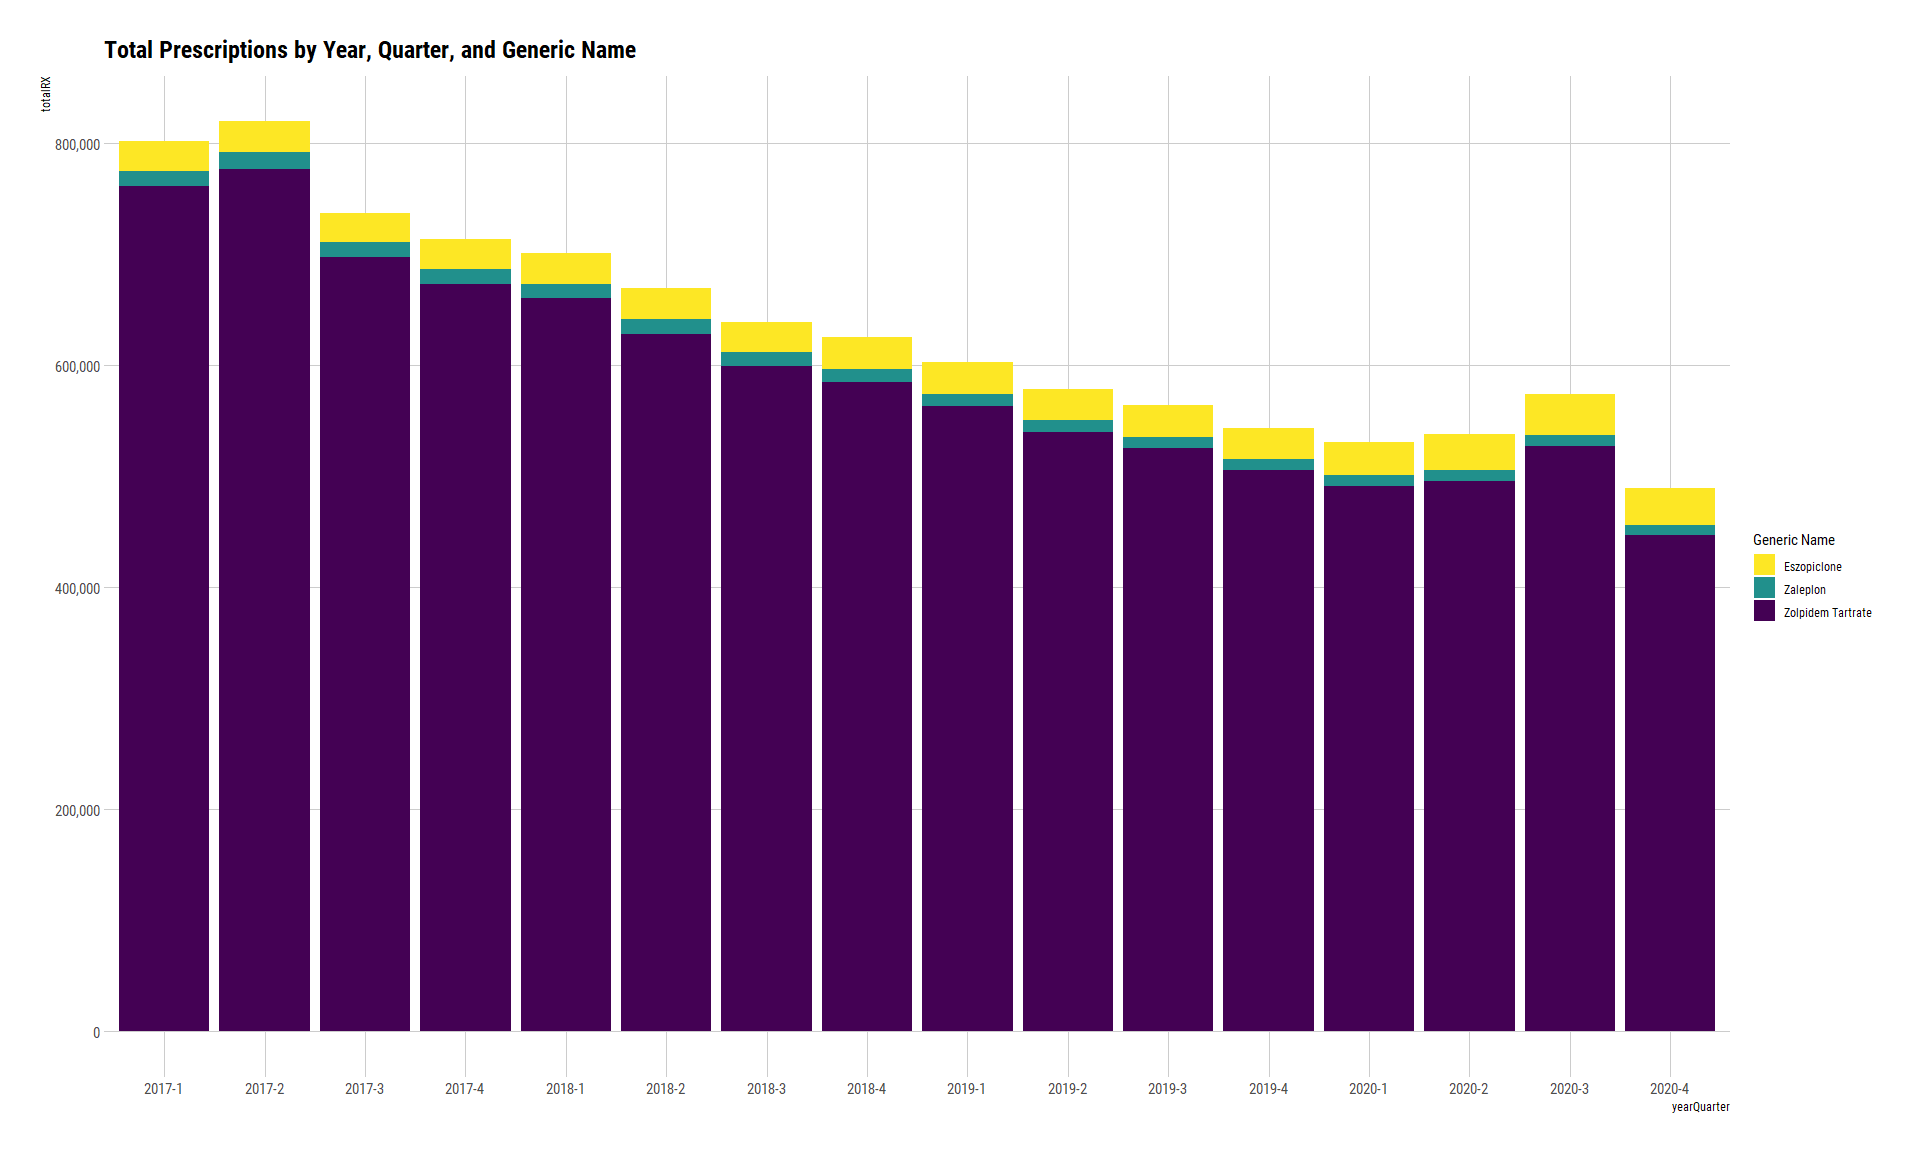 Total Prescriptions by Year, Quarter, and Generic Name
totalRX
800,000
600,000
400,000
200,000
0
2017-1 2017-2 2017-3 2017-4 2018-1 2018-2 2018-3 2018-4 2019-1 2019-2 2019-3 2019-4 2020-1 2020-2 2020-3 2020-4
yearQuarter
Generic Name
Eszopiclone
Zaleplon
Zolpidem Tartrate